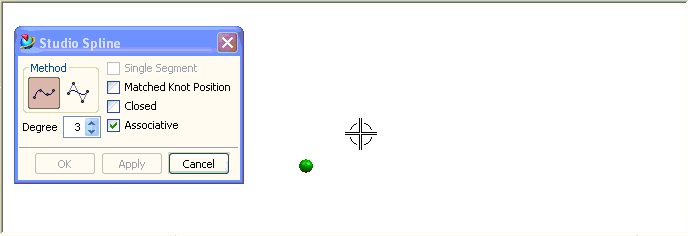 Studio Spline
Method
Single Segment
Matched Knot Position
Closed
Degree 3
Associative
OK Apply Cancel